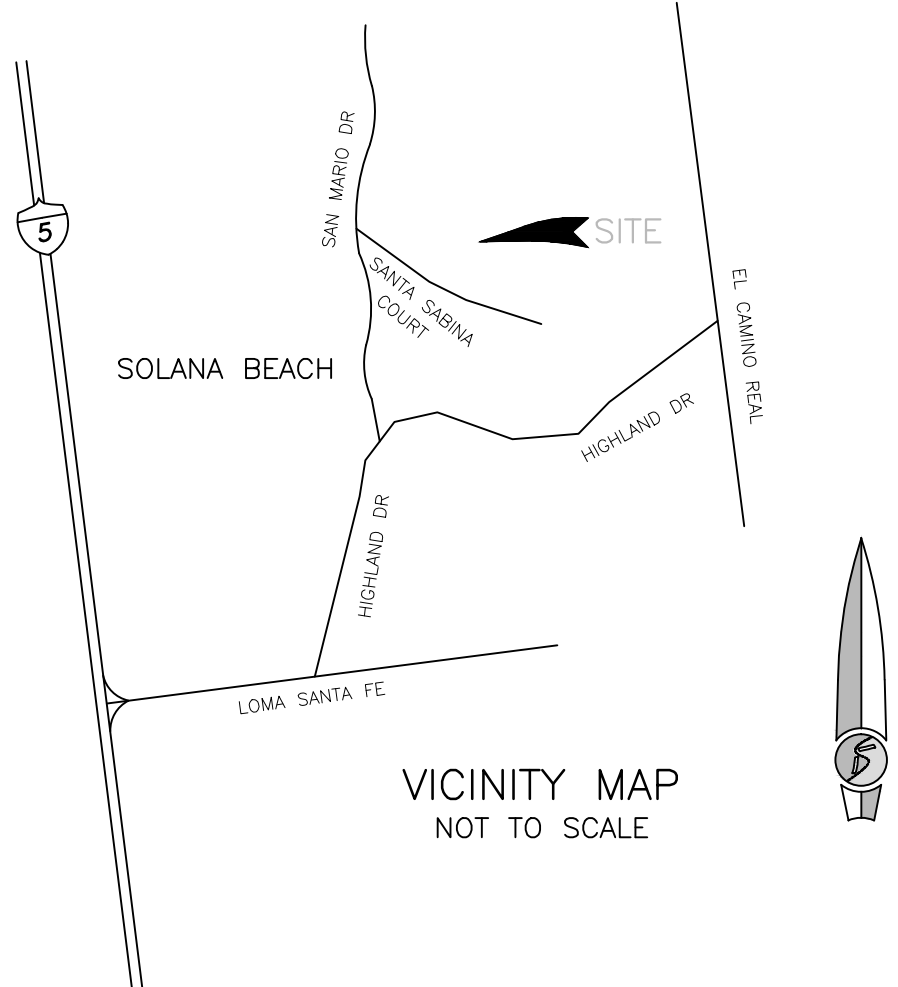 SAN MARIO DR
5
SITE
SANTA SABINA
COURT
EL CAMINO REAL
SOLANA BEACH
HIGHLAND DR
HIGHLAND DR
LOMA SANTA FE
VICINITY MAP
NOT TO SCALE